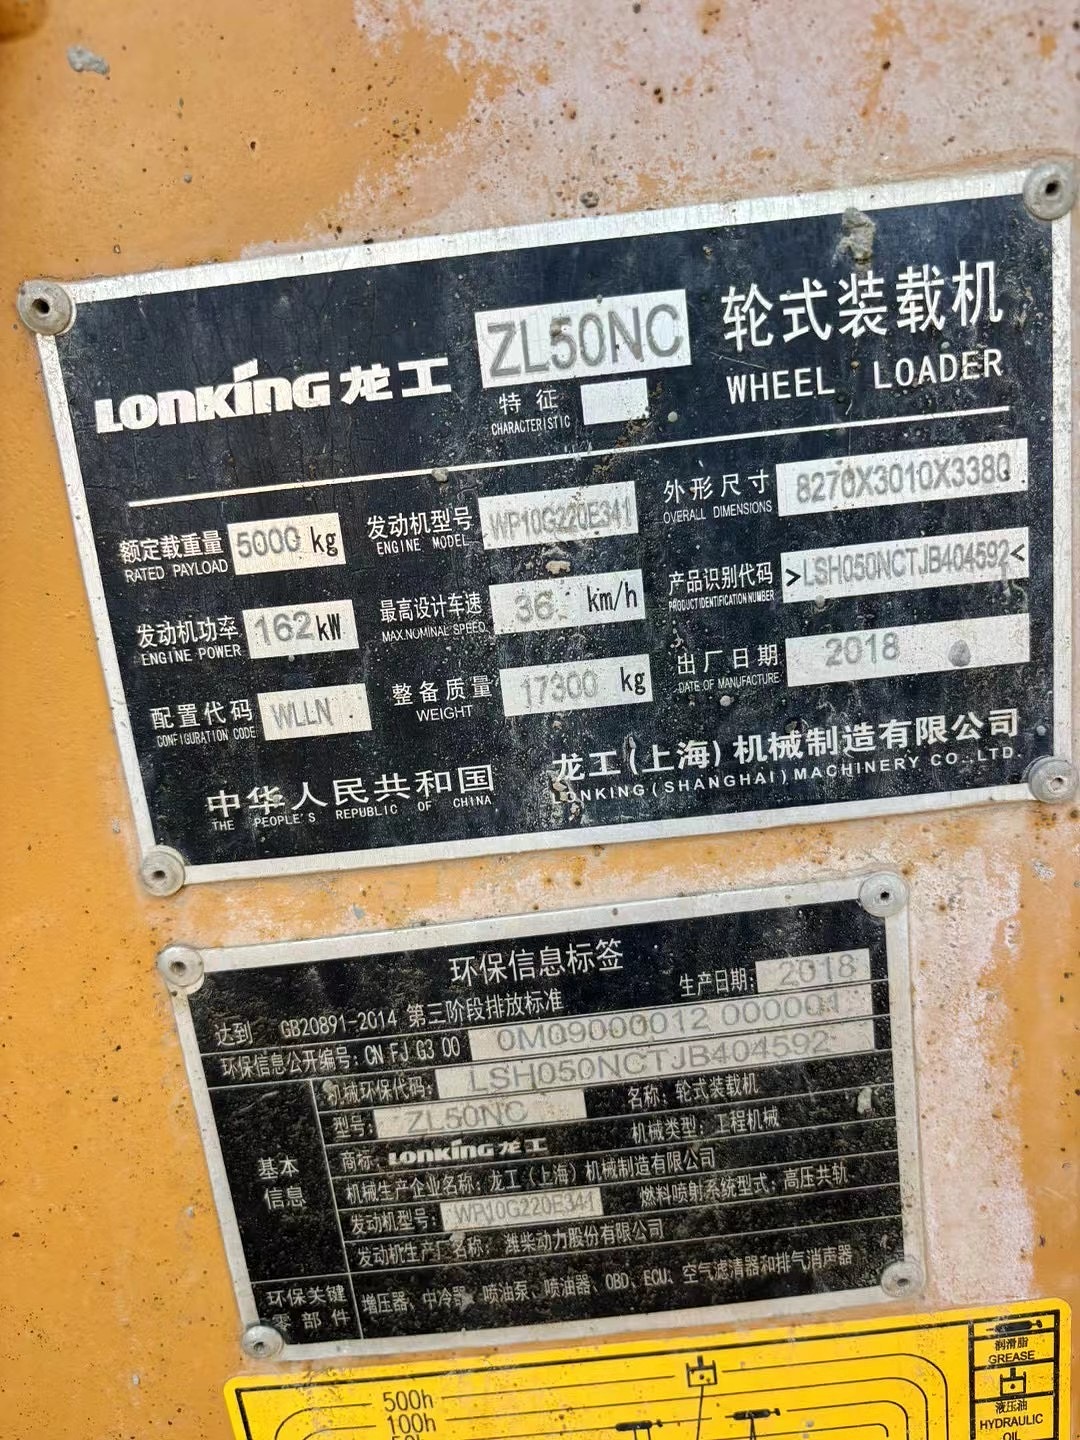 LONKING 龙工 ZL50NC 轮式装载机
WHEEL LOADER
特征
CHARACTERISTIC
额定载重量 5000 kg
RATED PAYLOAD
发动机型号 WP10G220E341
ENGINE MODEL
外形尺寸 8270X3010X3380
OVERALL DIMENSIONS
发动机功率 162kW
ENGINE POWER
最高设计车速 36 km/h
MAX.NOMINAL SPEED
产品识别代码 >LSH050NCTJB404592<
PRODUCT IDENTIFICATION NUMBER
配置代码 WLLN
CONFIGURATION CODE
整备质量 17300 kg
WEIGHT
出厂日期 2018
DATE OF MANUFACTURE
中华人民共和国
THE PEOPLE'S REPUBLIC OF CHINA
龙工(上海)机械制造有限公司
LONKING(SHANGHAI)MACHINERY CO.,LTD.
环保信息标签
生产日期: 2018
达到 GB20891-2014 第三阶段排放标准
环保信息公开编号: CN FJ G3 00 0M09000012 000001
基本信息
机械环保代码: LSH050NCTJB404592
型号: ZL50NC 名称: 轮式装载机
商标: LONKING 龙工 机械类型: 工程机械
机械生产企业名称: 龙工(上海)机械制造有限公司
发动机型号: WP10G220E341 燃料喷射系统型式: 高压共轨
发动机生产厂名称: 潍柴动力股份有限公司
环保关键零部件
增压器、中冷器、喷油泵、喷油器、OBD、ECU、空气滤清器和排气消声器
500h
100h
50h
润滑脂
GREASE
液压油
HYDRAULIC
OIL